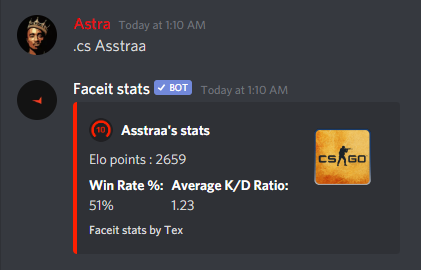 Astra Today at 1:10 AM
.cs Asstraa
Faceit stats BOT Today at 1:10 AM
10 Asstraa's stats
CS GO
Elo points : 2659
Win Rate %: Average K/D Ratio:
51% 1.23
Faceit stats by Tex